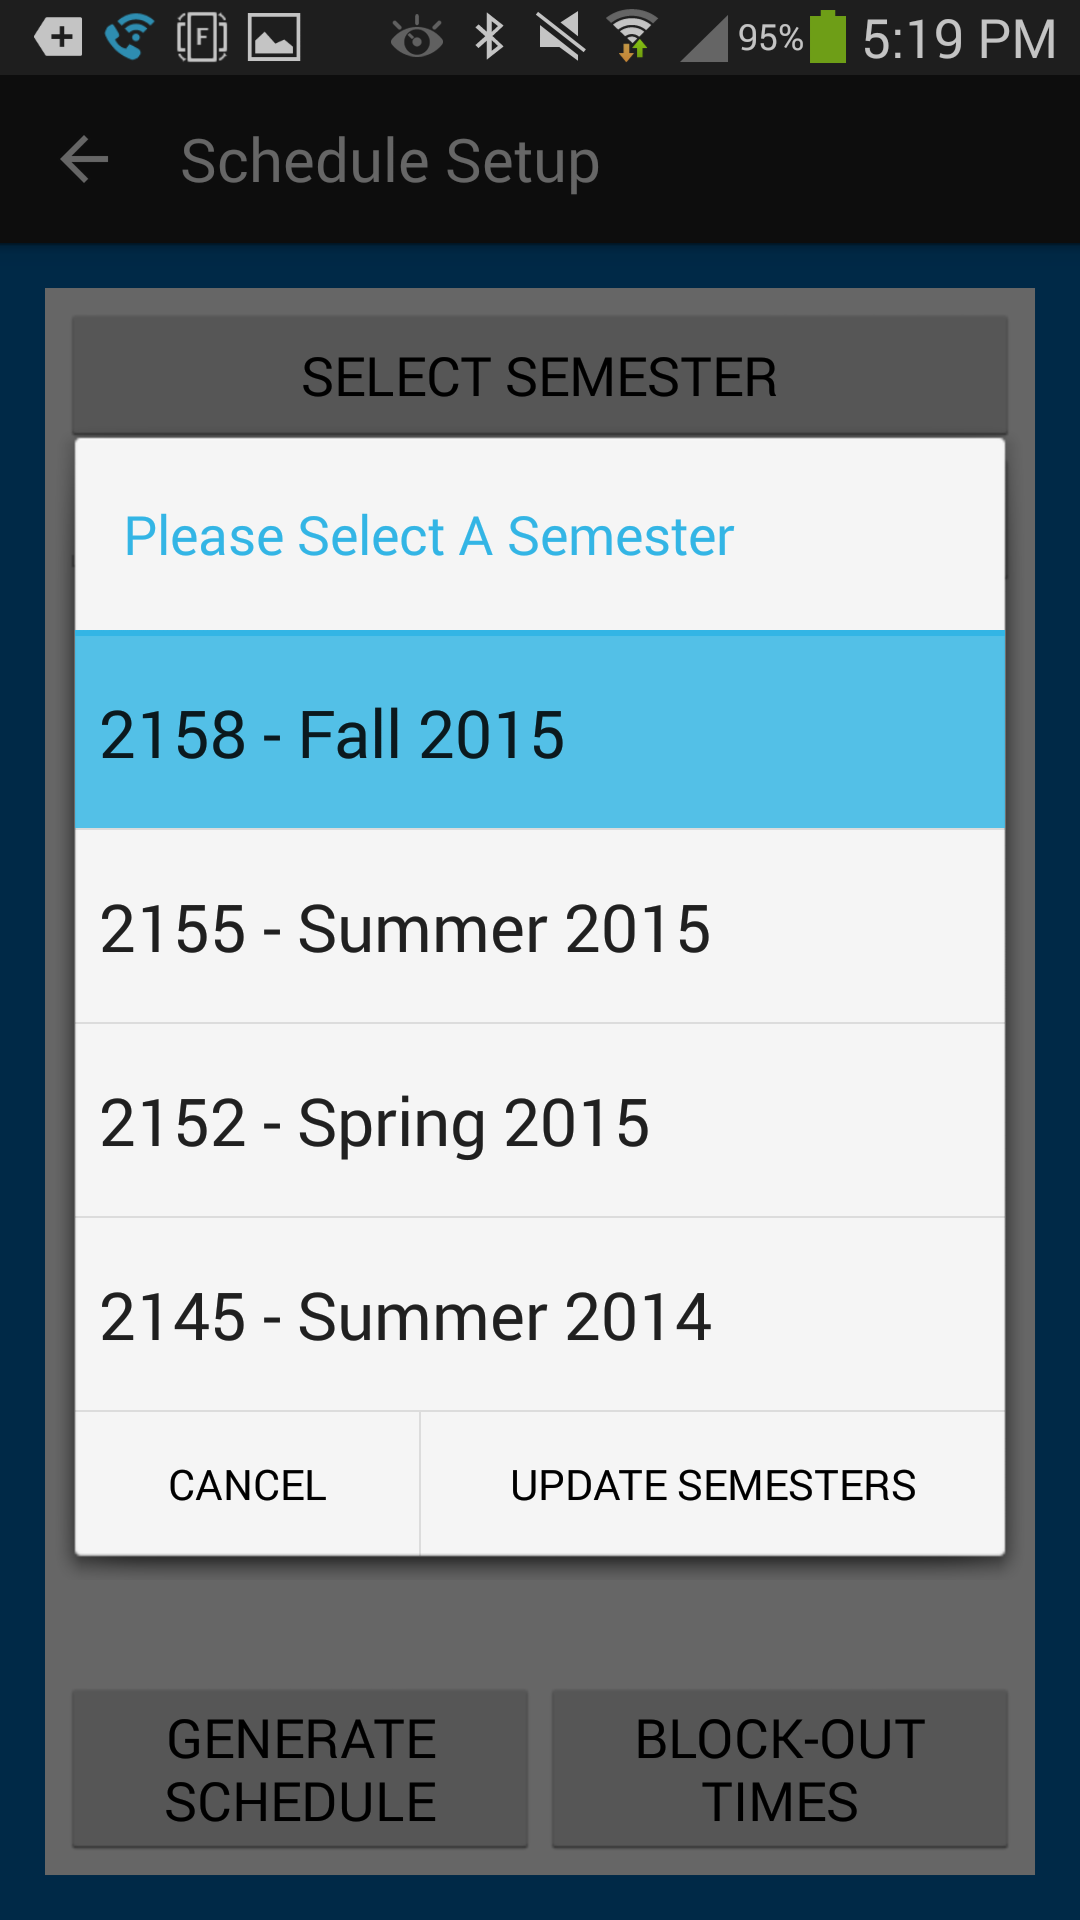 F 95% 5:19 PM
Schedule Setup
SELECT SEMESTER
Please Select A Semester
2158 - Fall 2015
2155 - Summer 2015
2152 - Spring 2015
2145 - Summer 2014
CANCEL UPDATE SEMESTERS
GENERATE BLOCK-OUT
SCHEDULE TIMES